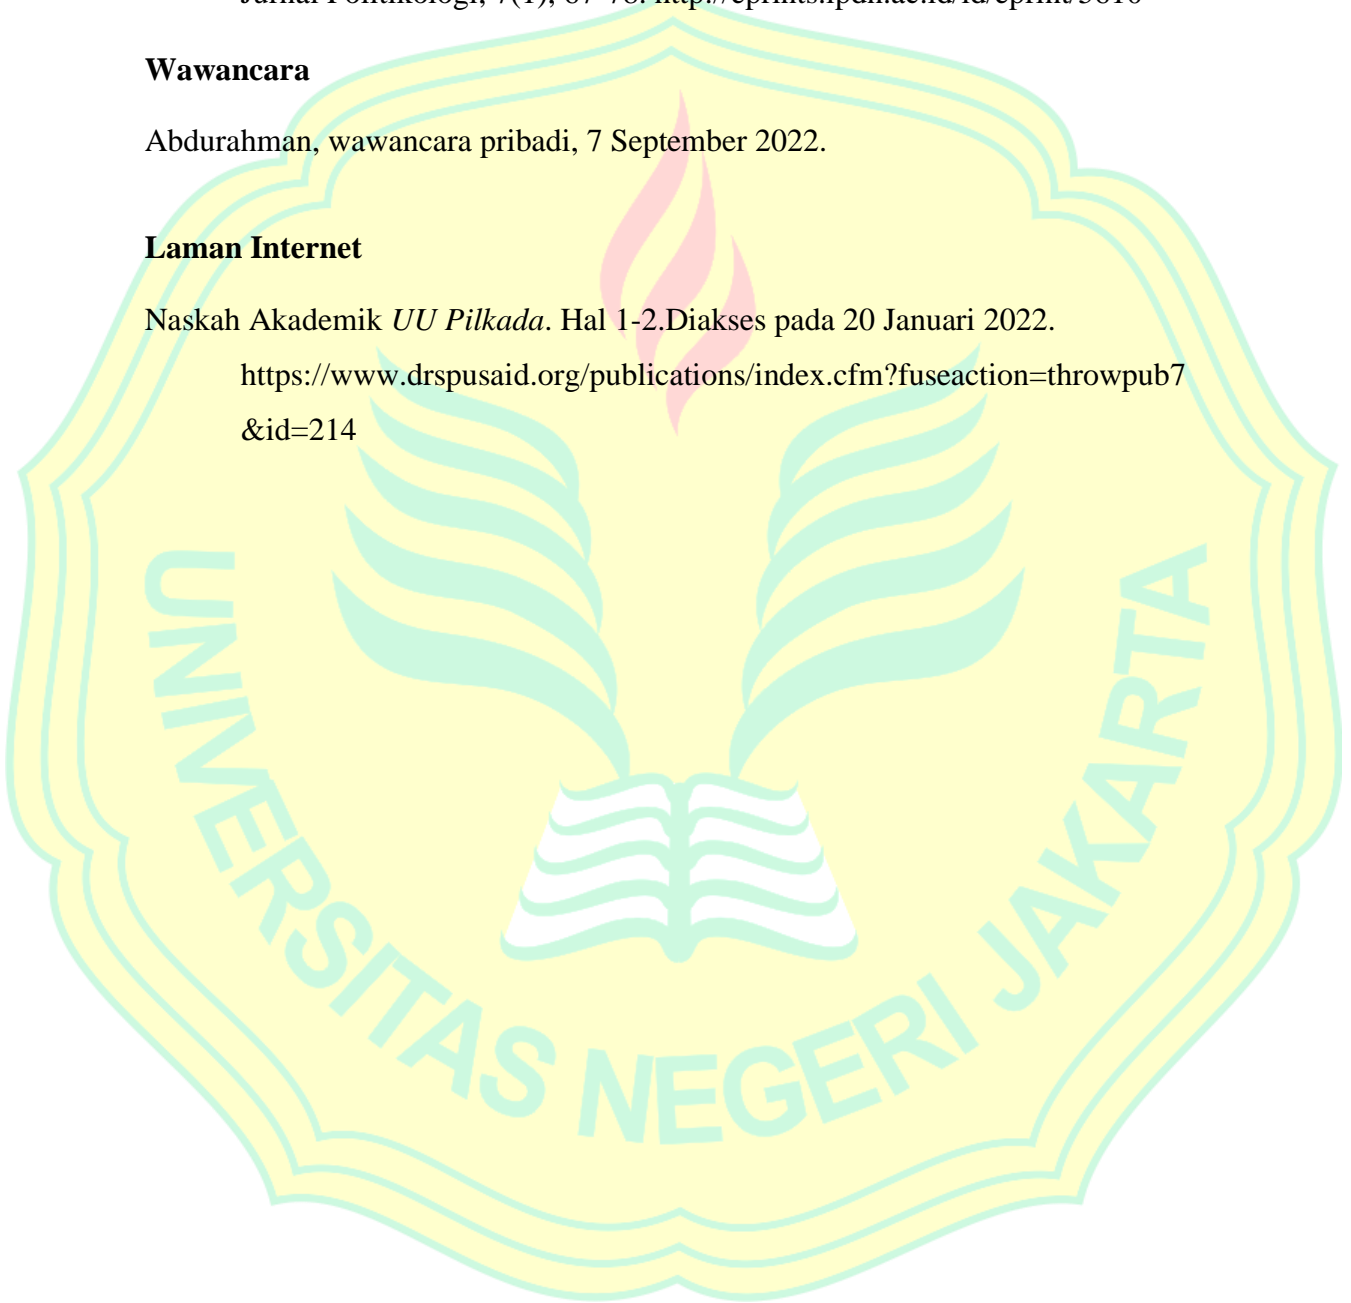 Wawancara
Abdurahman, wawancara pribadi, 7 September 2022.
Laman Internet
Naskah Akademik UU Pilkada. Hal 1-2.Diakses pada 20 Januari 2022.
https://www.drspusaid.org/publications/index.cfm?fuseaction=throwpub7
&id=214
UNIVERSITAS NEGERI JAKARTA